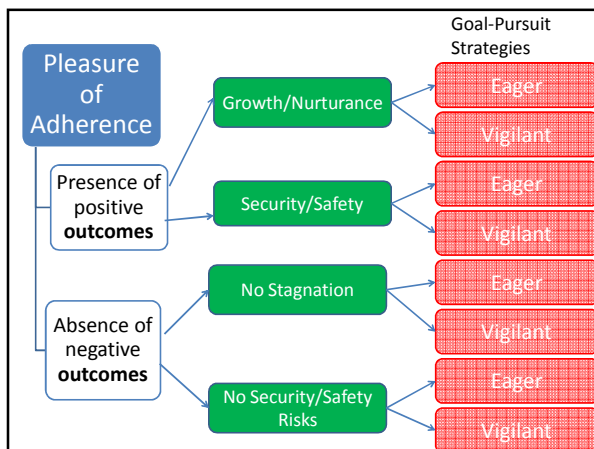 Goal-Pursuit
Strategies
Pleasure
of
Adherence
Presence of
positive
outcomes
Absence of
negative
outcomes
Growth/Nurturance
Security/Safety
No Stagnation
No Security/Safety
Risks
Eager
Vigilant
Eager
Vigilant
Eager
Vigilant
Eager
Vigilant